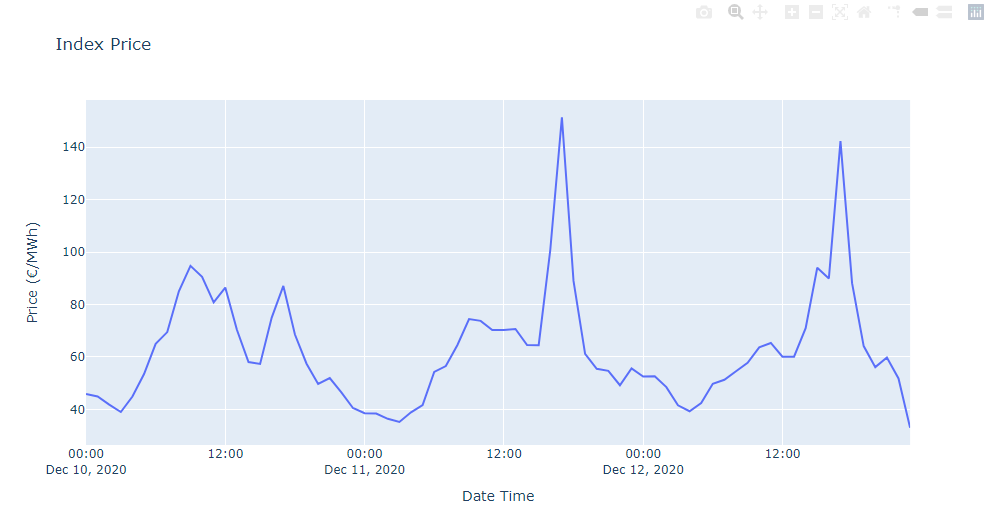 Index Price
Price (€/MWh)
140
120
100
80
60
40
00:00 12:00 00:00 12:00 00:00 12:00
Dec 10, 2020 Dec 11, 2020 Dec 12, 2020
Date Time